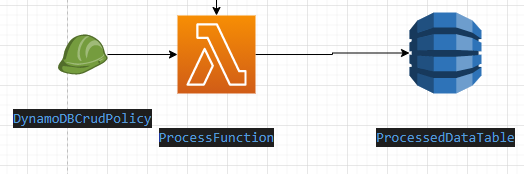 DynamoDBCrudPolicy
ProcessFunction
ProcessedDataTable